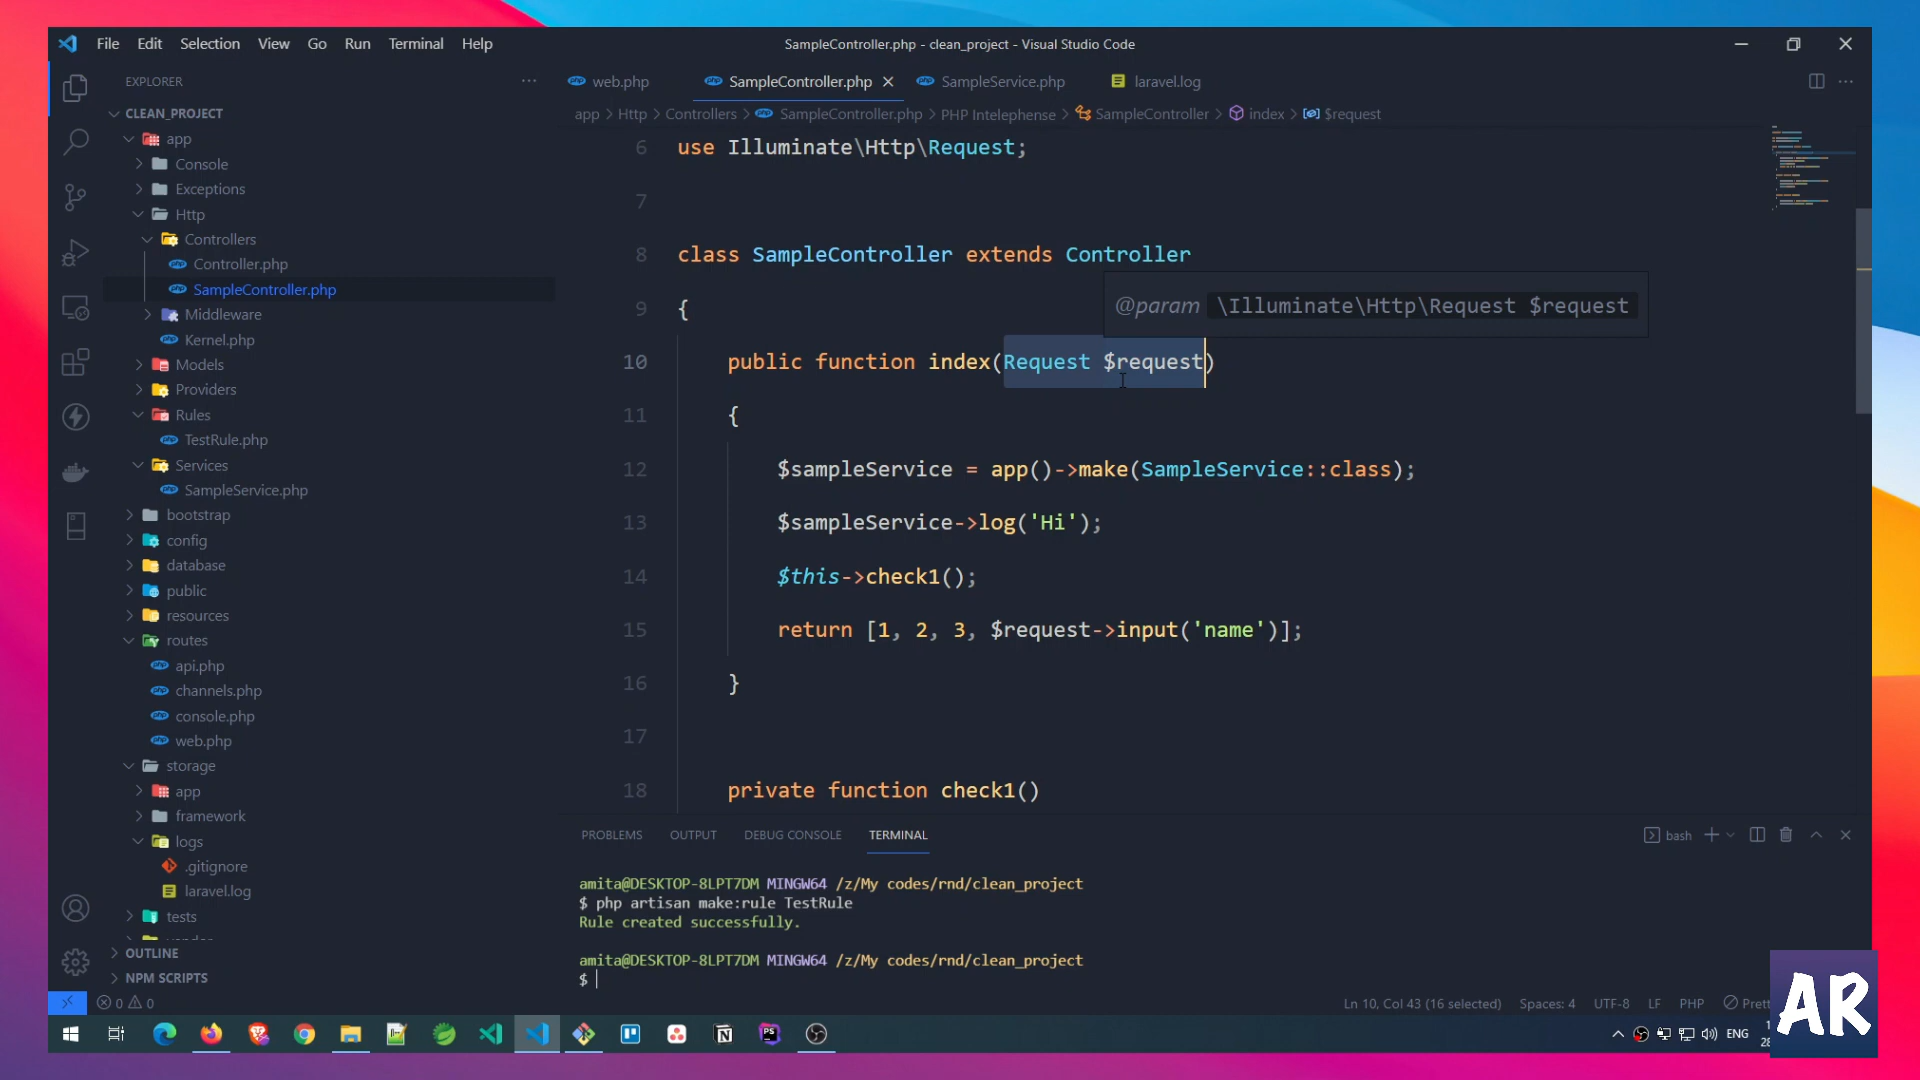 File Edit Selection View Go Run Terminal Help
SampleController.php - clean_project - Visual Studio Code
EXPLORER
CLEAN_PROJECT
app
Console
Exceptions
Http
Controllers
Controller.php
SampleController.php
Middleware
Kernel.php
Models
Providers
Rules
TestRule.php
Services
SampleService.php
bootstrap
config
database
public
resources
routes
api.php
channels.php
console.php
web.php
storage
app
framework
logs
.gitignore
laravel.log
tests
OUTLINE
NPM SCRIPTS
web.php SampleController.php SampleService.php laravel.log
app > Http > Controllers > SampleController.php > PHP Intelephense > SampleController > index > $request
6 use Illuminate\Http\Request;
7
8 class SampleController extends Controller
@param \Illuminate\Http\Request $request
9 {
10 public function index(Request $request)
11 {
12 $sampleService = app()->make(SampleService::class);
13 $sampleService->log('Hi');
14 $this->check1();
15 return [1, 2, 3, $request->input('name')];
16 }
17
18 private function check1()
PROBLEMS OUTPUT DEBUG CONSOLE TERMINAL
bash
amita@DESKTOP-8LPT7DM MINGW64 /z/My codes/rnd/clean_project
$ php artisan make:rule TestRule
Rule created successfully.
amita@DESKTOP-8LPT7DM MINGW64 /z/My codes/rnd/clean_project
$
0 0
Ln 10, Col 43 (16 selected) Spaces: 4 UTF-8 LF PHP
ENG
AR